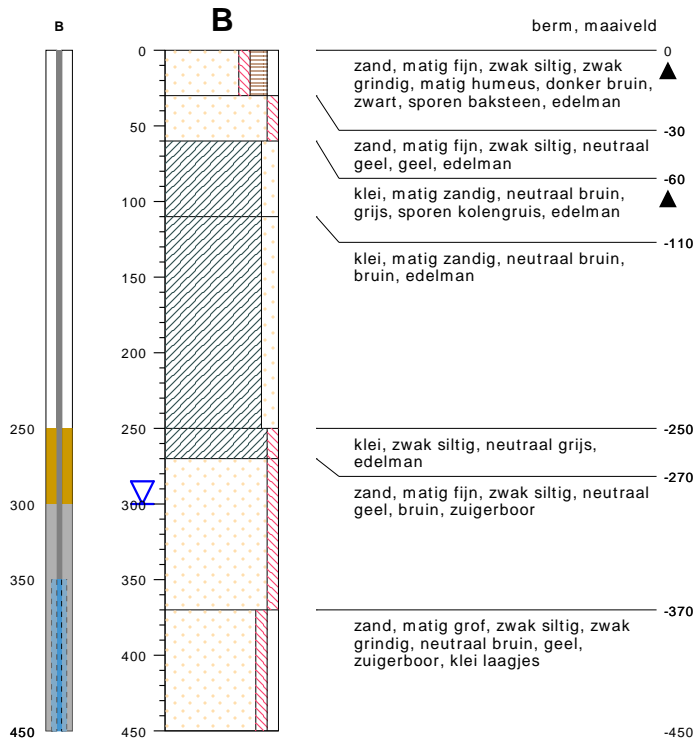 B
250
300
350
450
B
0
50
100
150
200
250
300
350
400
450
berm, maaiveld
0
zand, matig fijn, zwak siltig, zwak
grindig, matig humeus, donker bruin,
zwart, sporen baksteen, edelman
-30
zand, matig fijn, zwak siltig, neutraal
geel, geel, edelman
-60
klei, matig zandig, neutraal bruin,
grijs, sporen kolengruis, edelman
-110
klei, matig zandig, neutraal bruin,
bruin, edelman
-250
klei, zwak siltig, neutraal grijs,
edelman
-270
zand, matig fijn, zwak siltig, neutraal
geel, bruin, zuigerboor
-370
zand, matig grof, zwak siltig, zwak
grindig, neutraal bruin, geel,
zuigerboor, klei laagjes
-450